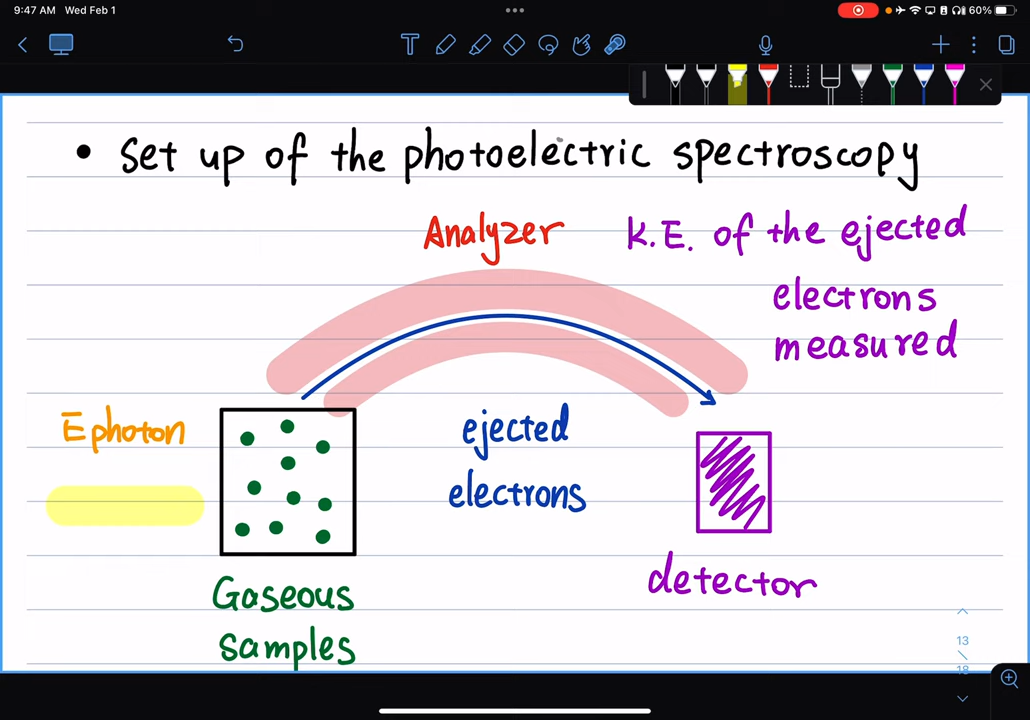 9:47 AM Wed Feb 1
60%
T
• Set up of the photoelectric spectroscopy
Analyzer
K.E. of the ejected
electrons
measured
Ephoton
ejected
electrons
detector
Gaseous
samples
13
18